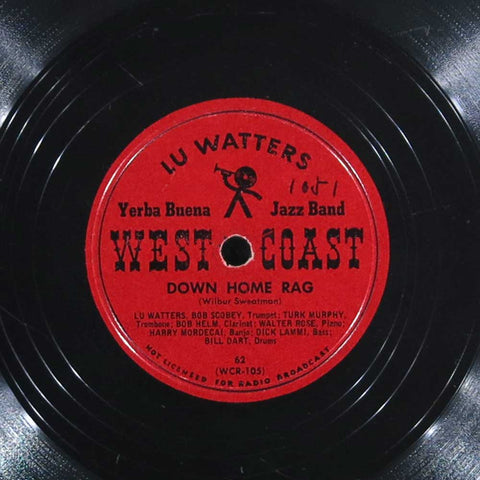 LU WATTERS
1051
Yerba Buena Jazz Band
WEST COAST
DOWN HOME RAG
(Wilbur Sweatman)
LU WATTERS, BOB SCOBEY, Trumpet; TURK MURPHY,
Trombone; BOB HELM, Clarinet; WALTER ROSE, Piano;
HARRY MORDECAI, Banjo; DICK LAMMI, Bass;
BILL DART, Drums
62
(WCR-105)
NOT LICENSED FOR RADIO BROADCAST